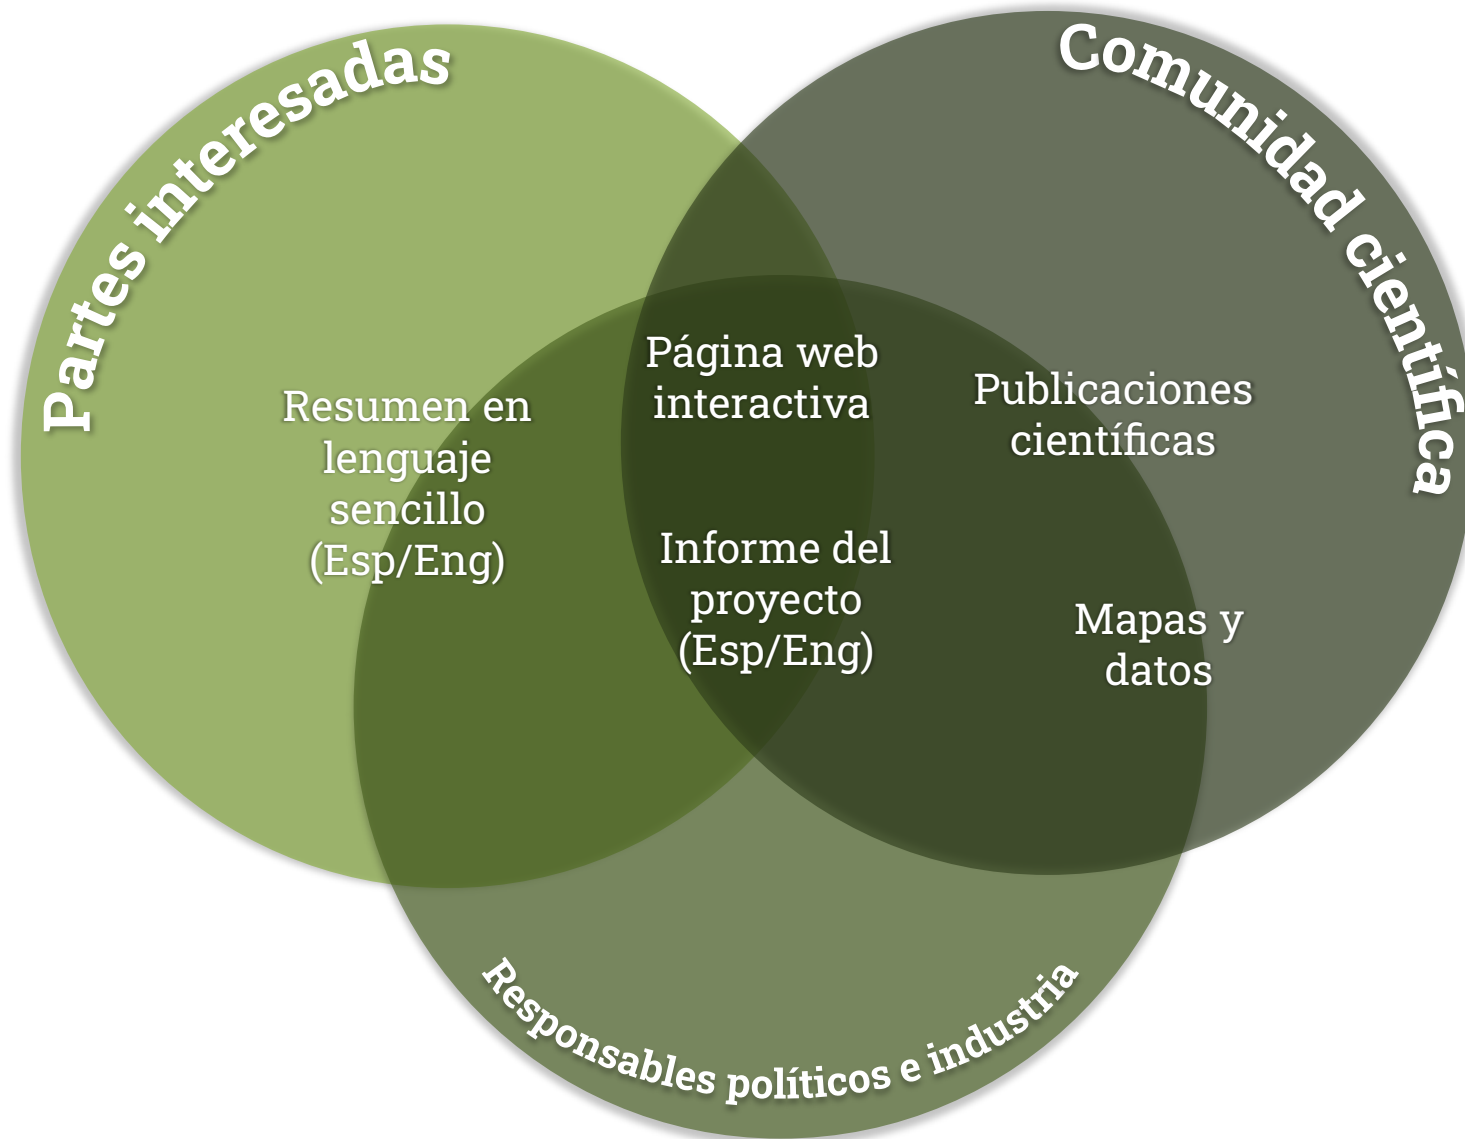 Partes interesadas
Comunidad científica
Resumen en
lenguaje
sencillo
(Esp/Eng)
Página web
interactiva
Informe del
proyecto
(Esp/Eng)
Publicaciones
científicas
Mapas y
datos
Responsables políticos e industria